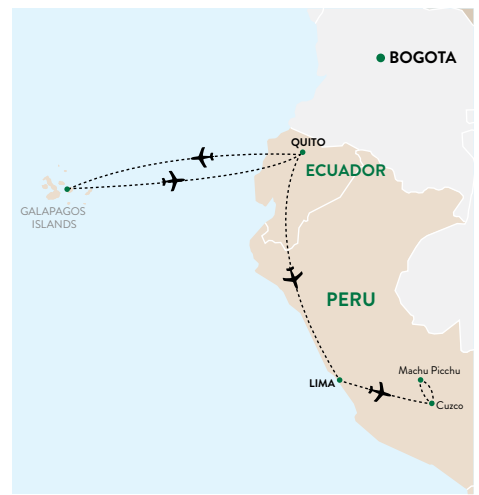 BOGOTA
QUITO
ECUADOR
GALAPAGOS
ISLANDS
PERU
Machu Picchu
LIMA
Cuzco